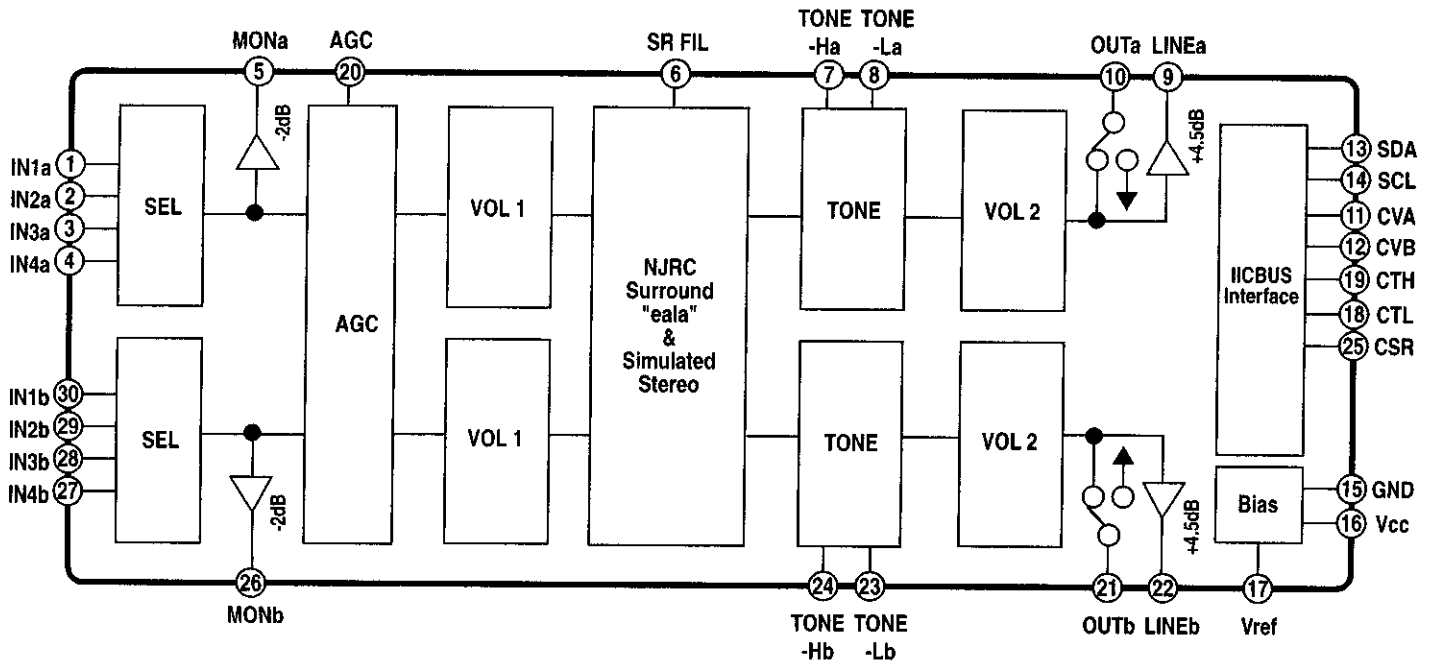 TONE TONE
MONa AGC SR FIL -Ha -La OUTa LINEa
5 20 6 7 8 10 9
-2dB
+4.5dB
IN1a 1
IN2a 2
IN3a 3
IN4a 4
SEL
AGC
VOL 1
NJRC
Surround
"eala"
&
Simulated
Stereo
TONE
VOL 2
IICBUS
Interface
13 SDA
14 SCL
11 CVA
12 CVB
19 CTH
18 CTL
25 CSR
IN1b 30
IN2b 29
IN3b 28
IN4b 27
SEL
-2dB
VOL 1
TONE
VOL 2
+4.5dB
Bias
15 GND
16 Vcc
26 24 23 21 22 17
MONb TONE TONE OUTb LINEb Vref
-Hb -Lb